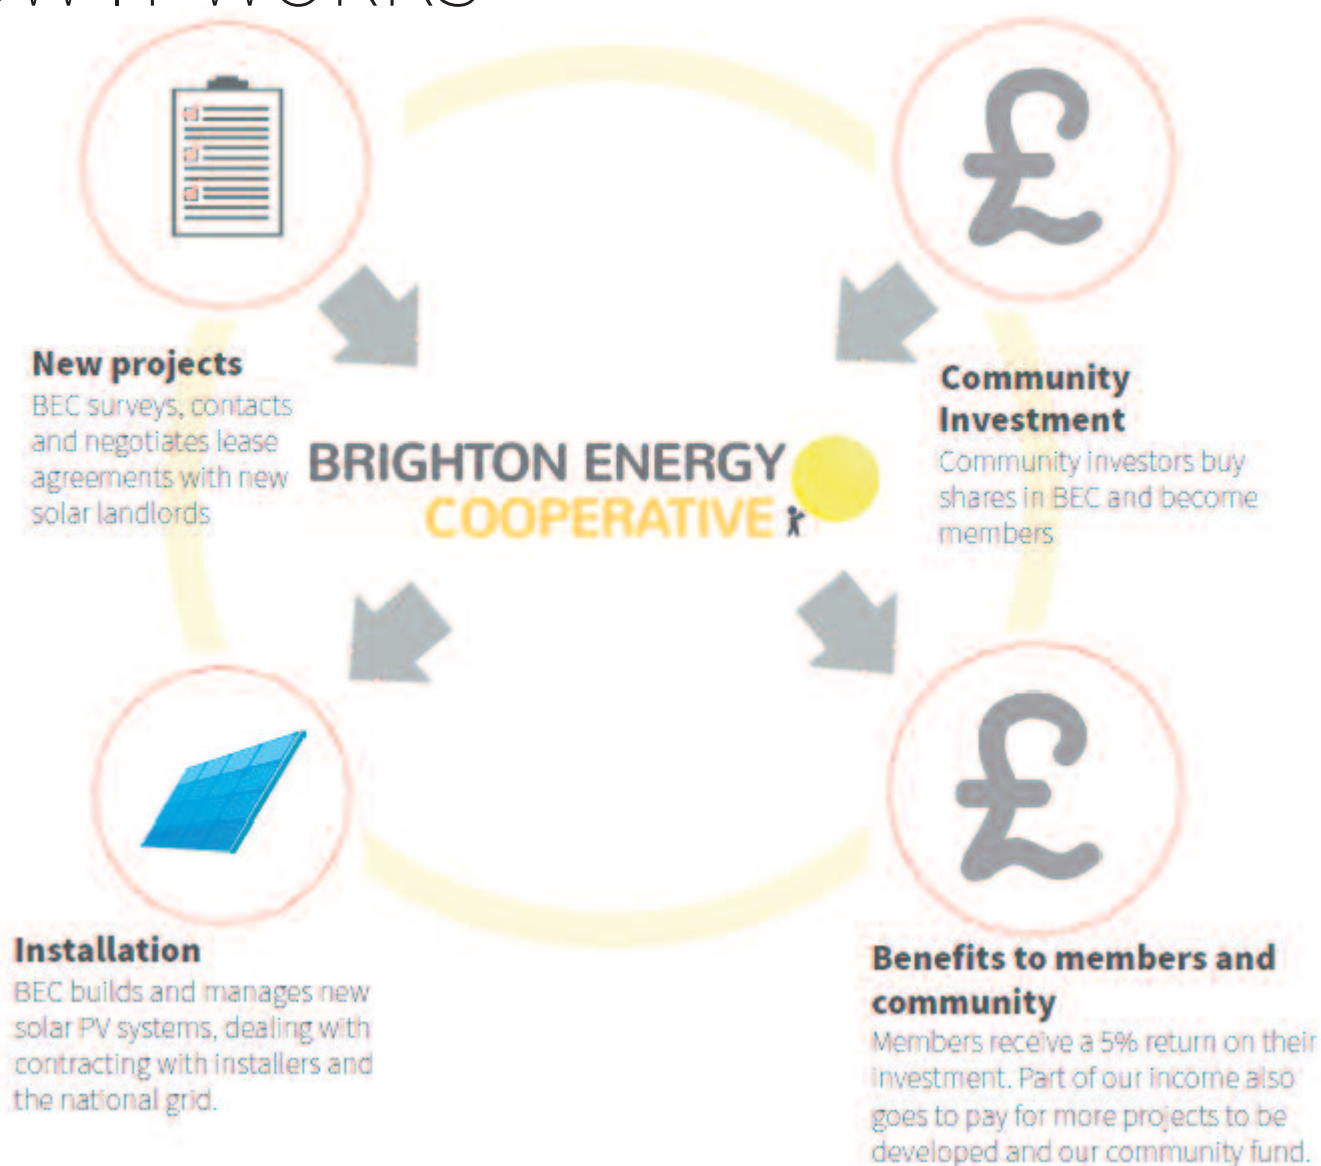 IT WORKS
New projects
BEC surveys, contacts
and negotiates lease
agreements with new
solar landlords
BRIGHTON ENERGY
COOPERATIVE
Community
Investment
Community investors buy
shares in BEC and become
members
Installation
BEC builds and manages new
solar PV systems, dealing with
contracting with installers and
the national grid.
Benefits to members and
community
Members receive a 5% return on their
investment. Part of our income also
goes to pay for more projects to be
developed and our community fund.